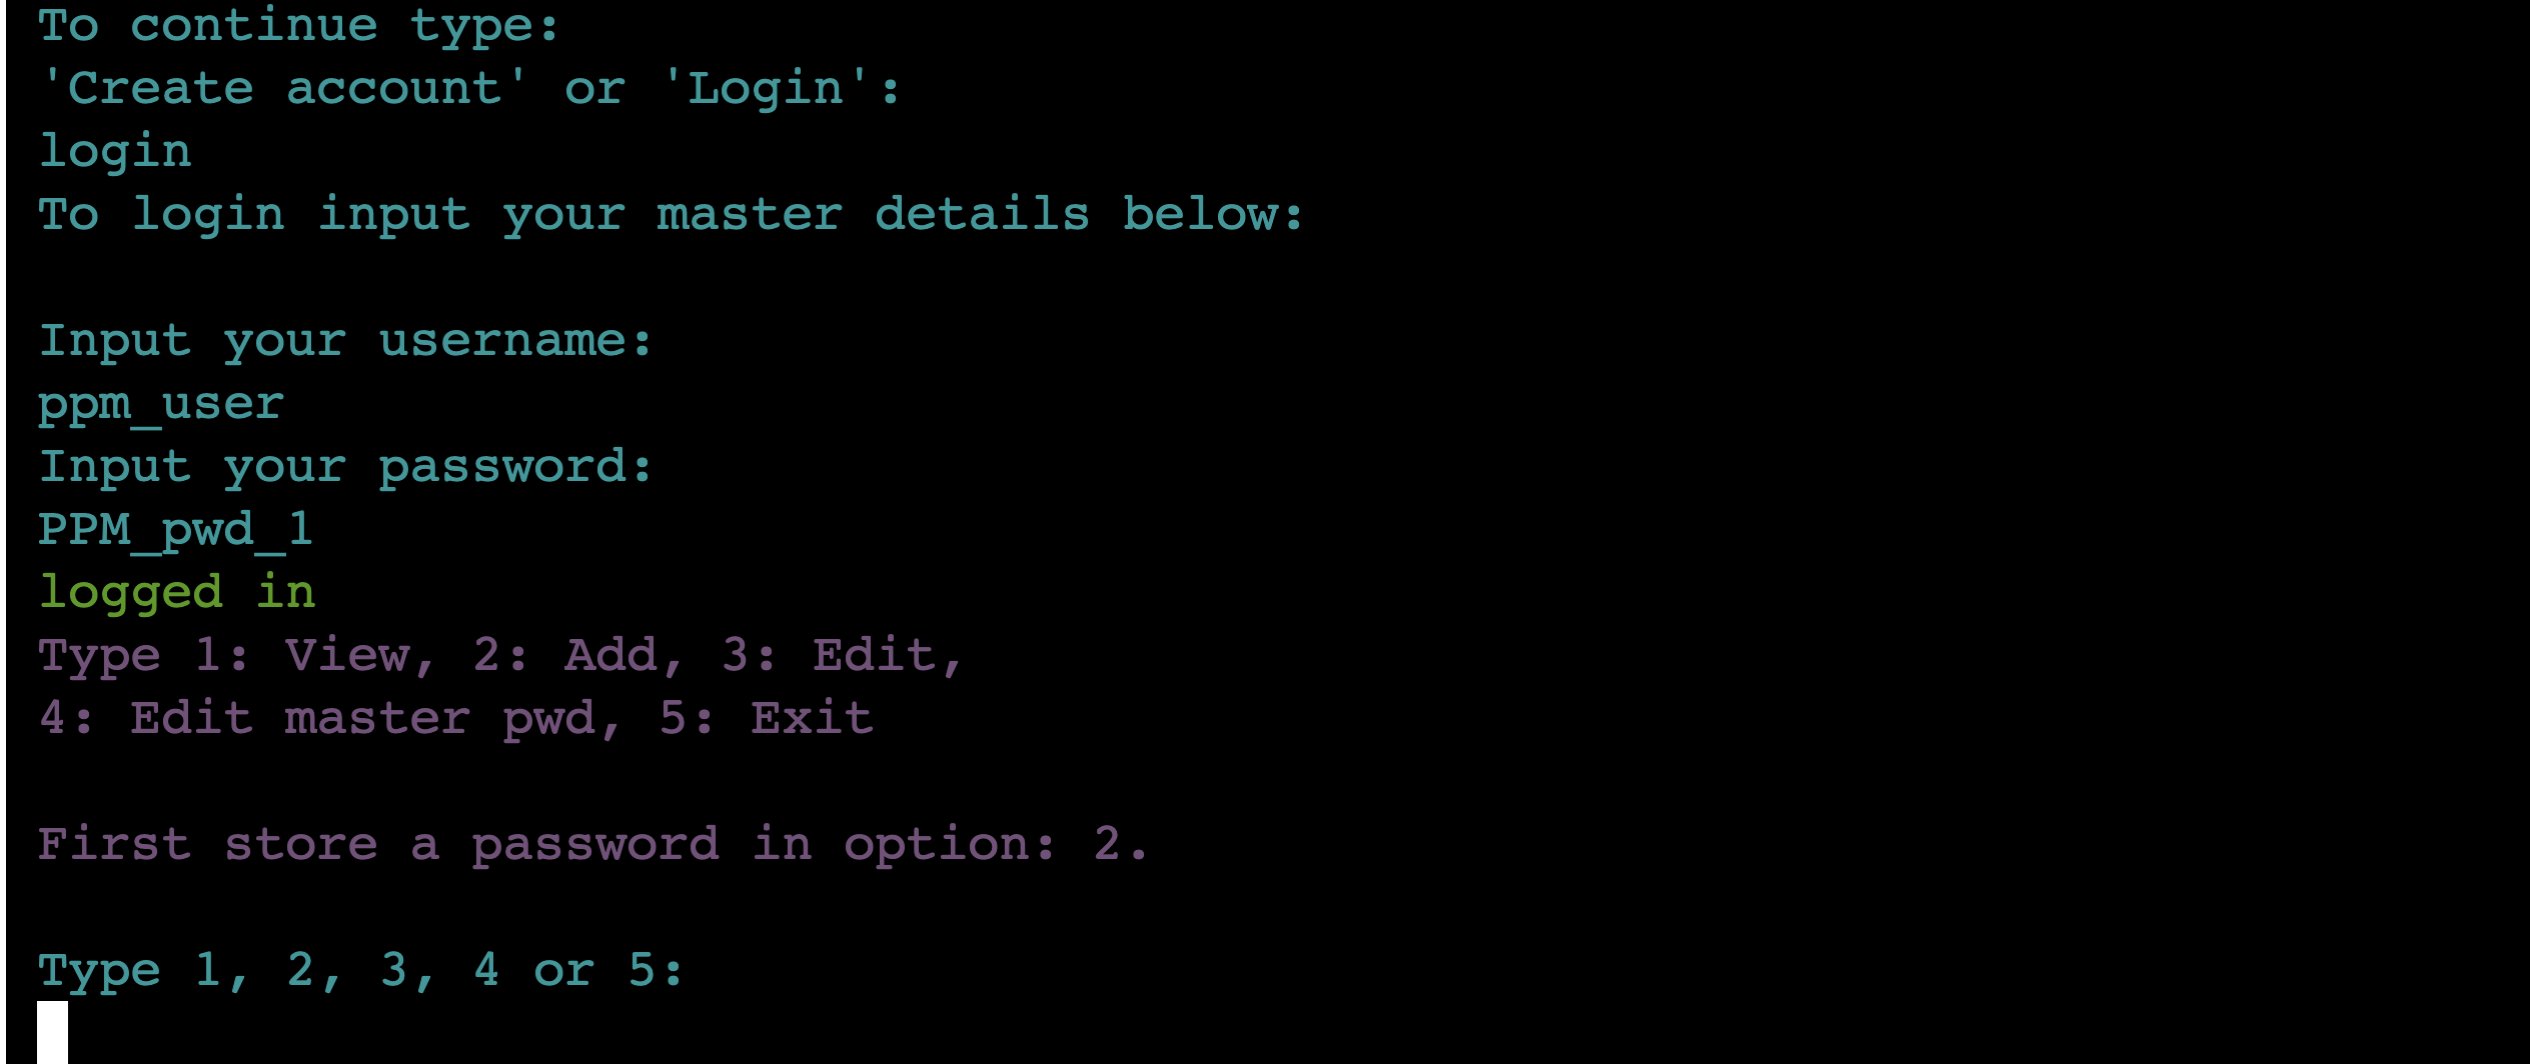 To continue type:
'Create account' or 'Login':
login
To login input your master details below:
Input your username:
ppm_user
Input your password:
PPM_pwd_1
logged in
Type 1: View, 2: Add, 3: Edit,
4: Edit master pwd, 5: Exit
First store a password in option: 2.
Type 1, 2, 3, 4 or 5: